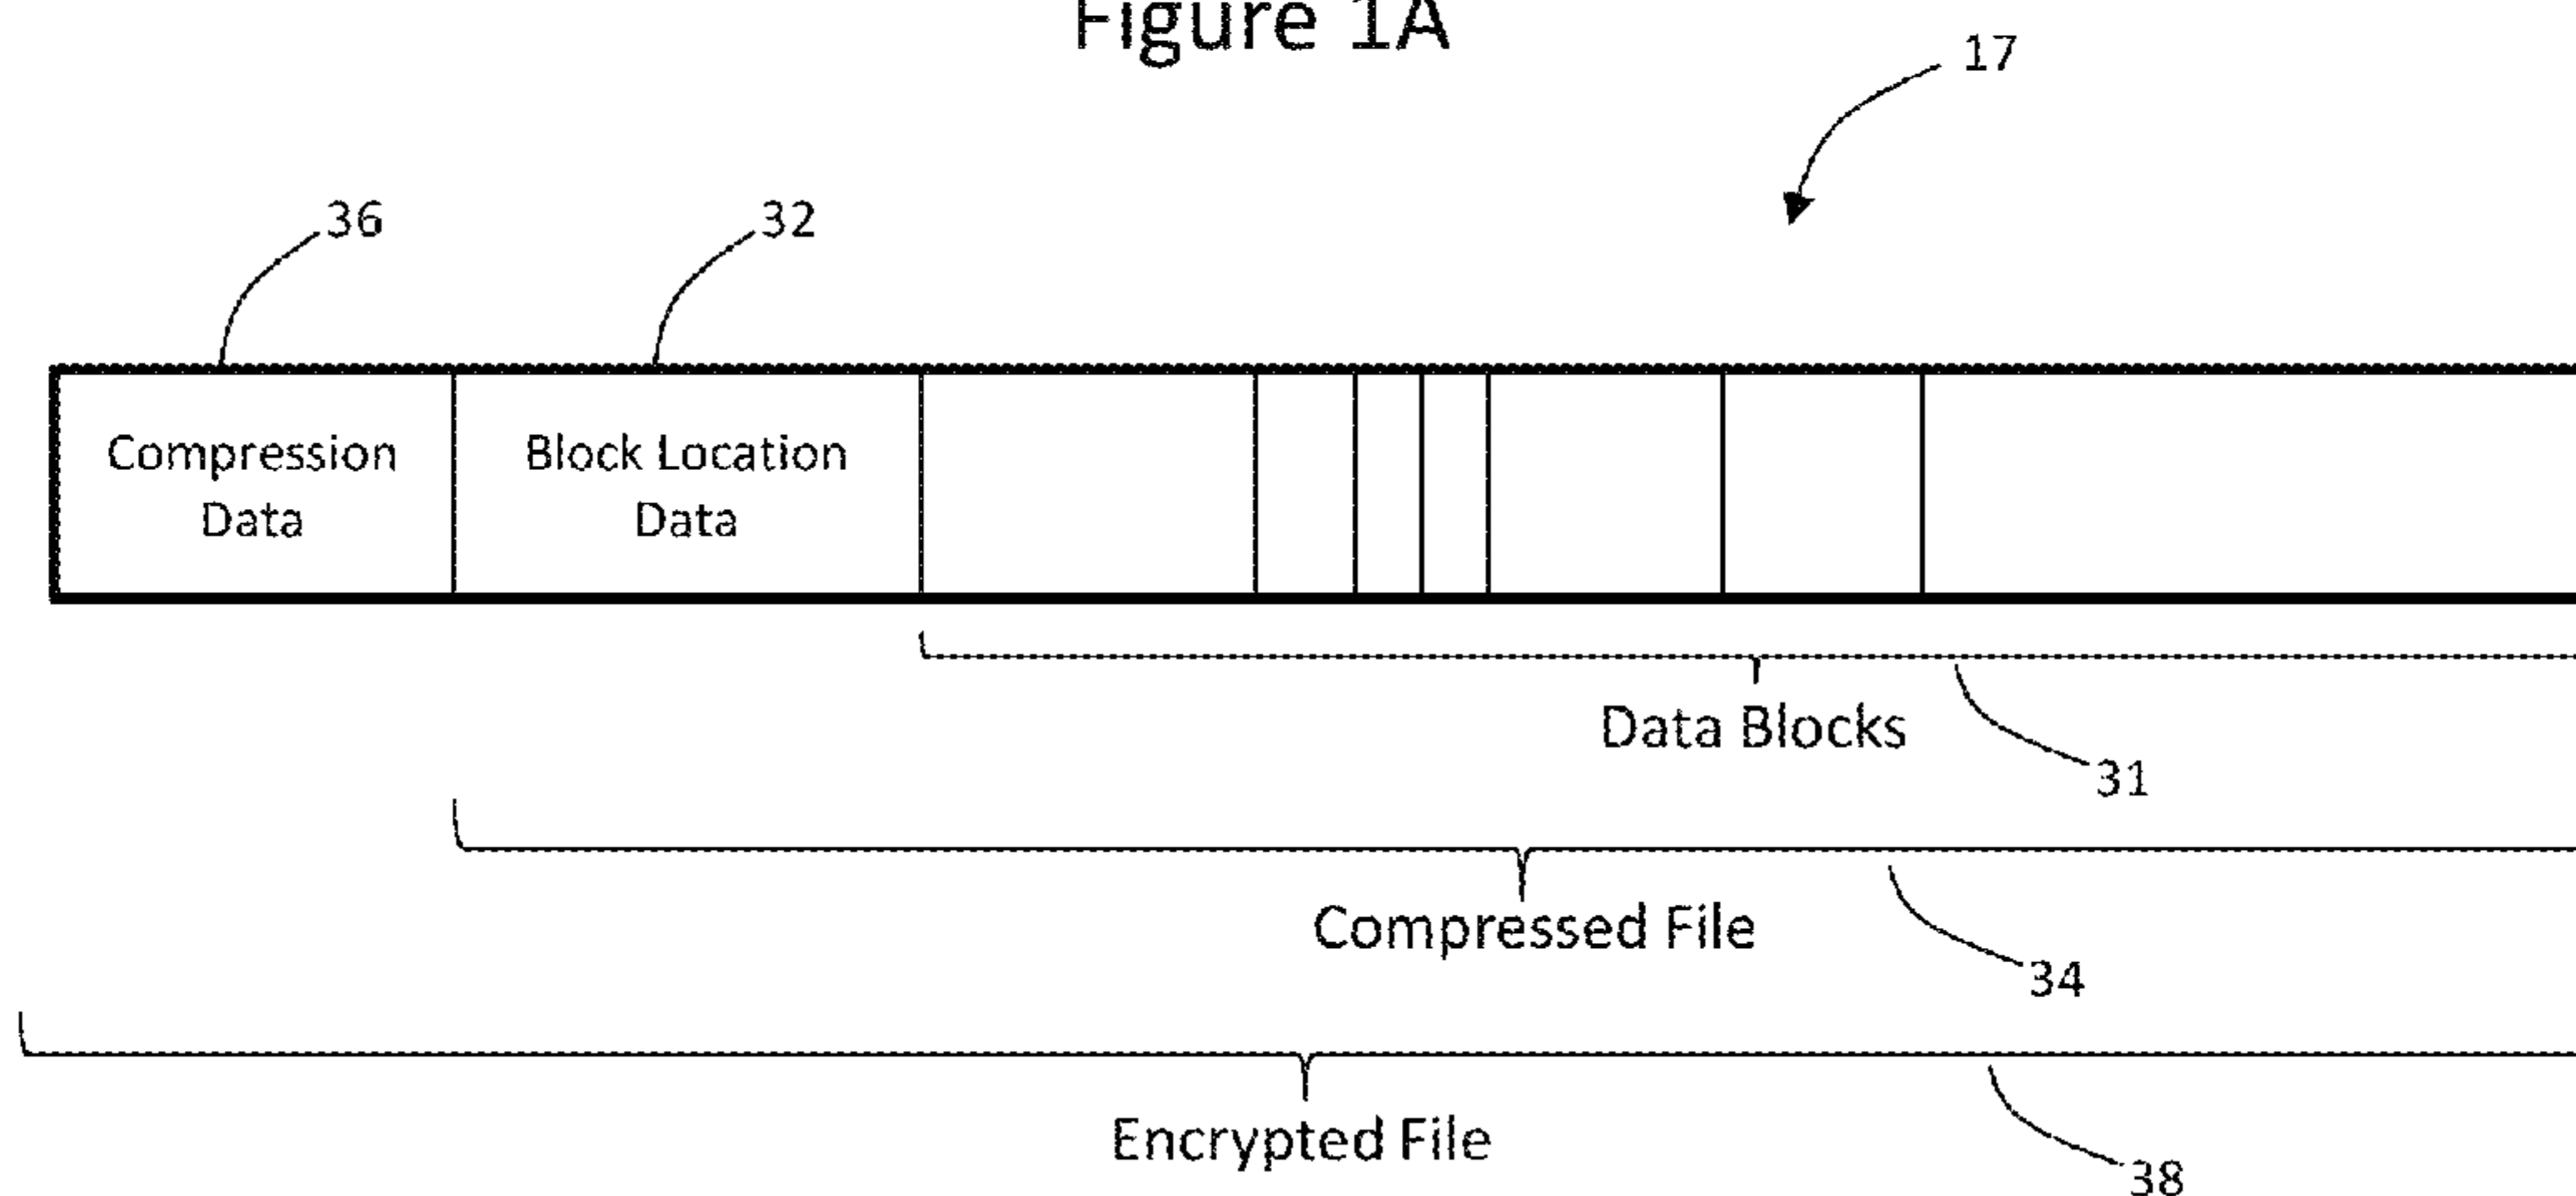 Figure 1A
17
36
32
Compression
Data
Block Location
Data
Data Blocks
31
Compressed File
34
Encrypted File
38